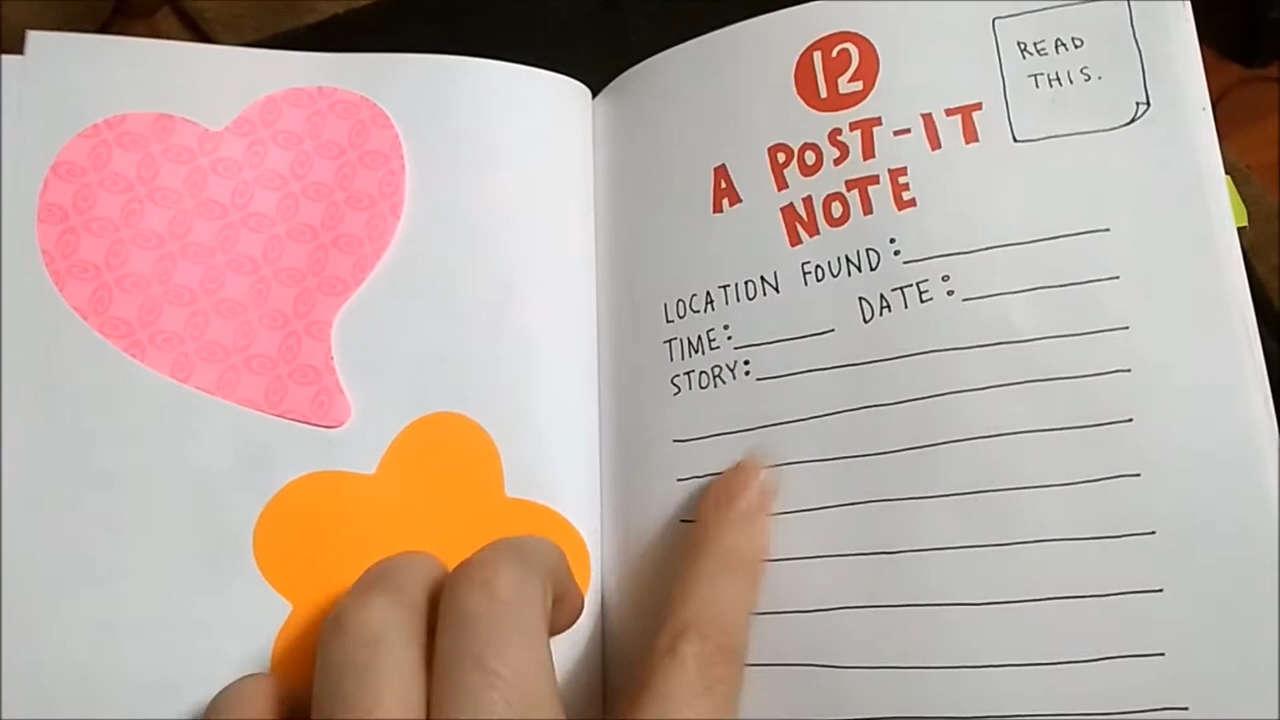 12
READ
THIS.
A POST-IT
NOTE
LOCATION FOUND:
TIME: DATE:
STORY: